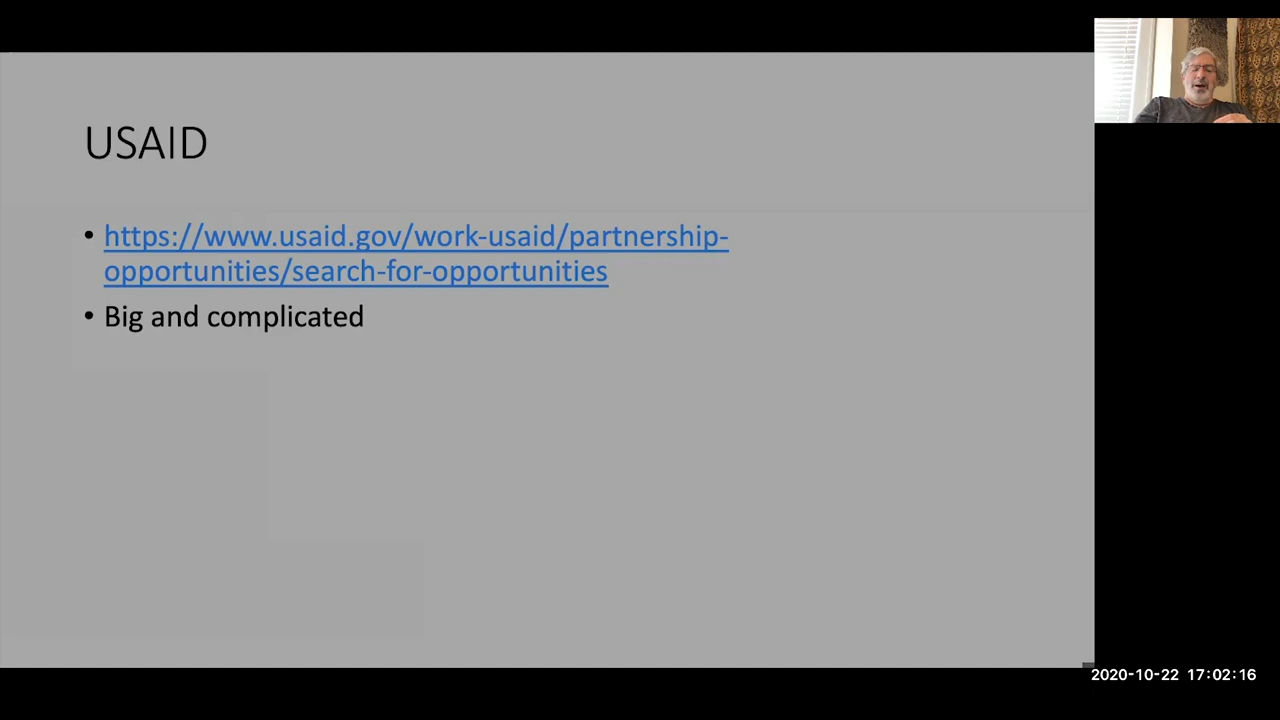 USAID
• https://www.usaid.gov/work-usaid/partnership-
opportunities/search-for-opportunities
• Big and complicated
2020-10-22 17:02:16